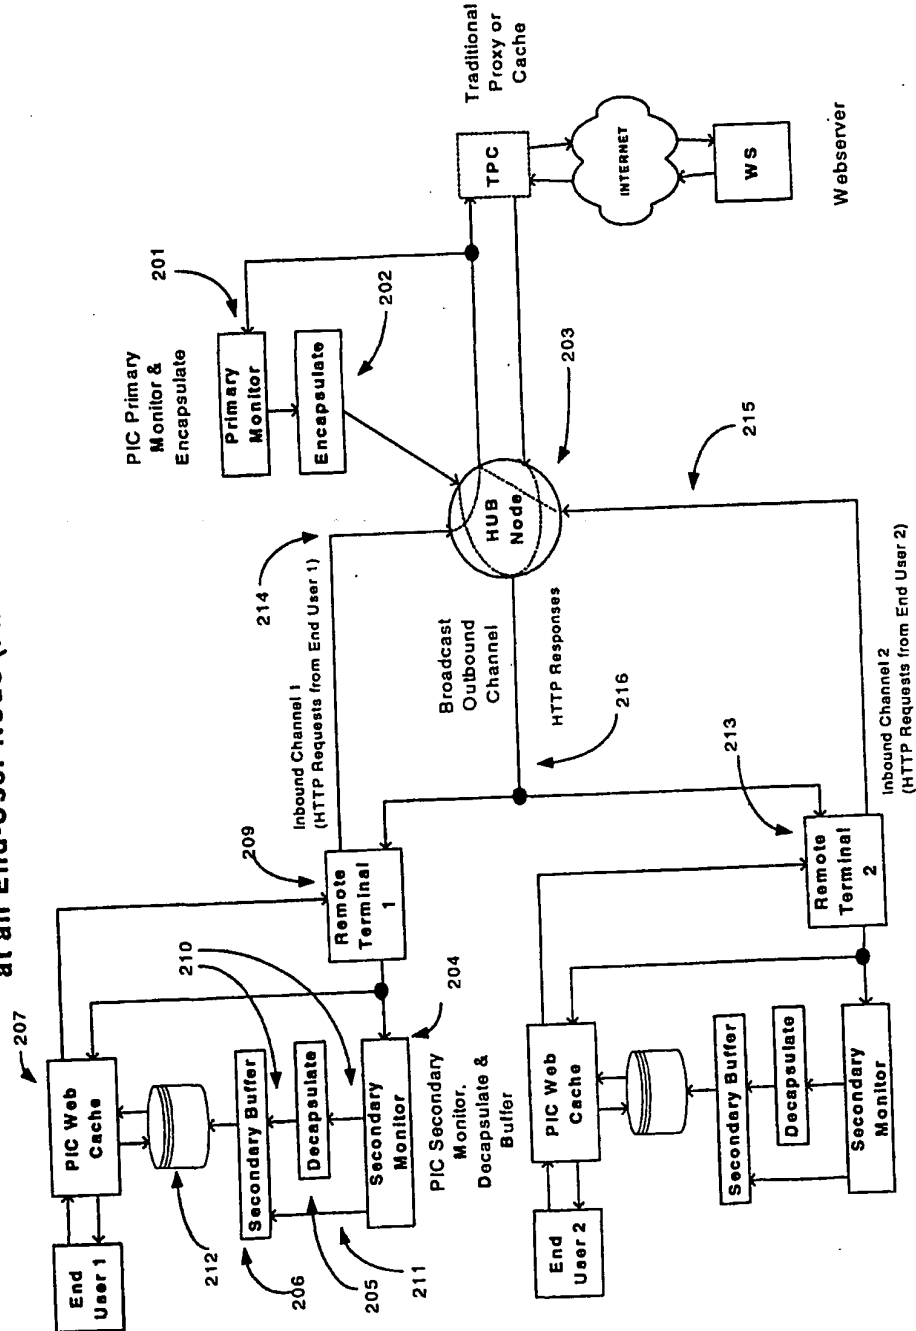 at an End-User Node
207
End
User 1
PIC Web
Cache
212
206
Secondary Buffer
210
205
Decapsulate
211
Secondary
Monitor
204
PIC Secondary
Monitor.
Decapsulate &
Buffer
209
Remote
Terminal
1
Inbound Channel 1
(HTTP Requests from End User 1)
214
PIC Primary
Monitor &
Encapsulate
201
Primary
Monitor
Encapsulate
202
Broadcast
Outbound
Channel
HUB
Node
203
HTTP Responses
216
Traditional
Proxy or
Cache
TPC
INTERNET
WS
Webserver
End
User 2
PIC Web
Cache
Secondary Buffer
Decapsulate
Secondary
Monitor
213
Remote
Terminal
2
215
Inbound Channel 2
(HTTP Requests from End User 2)